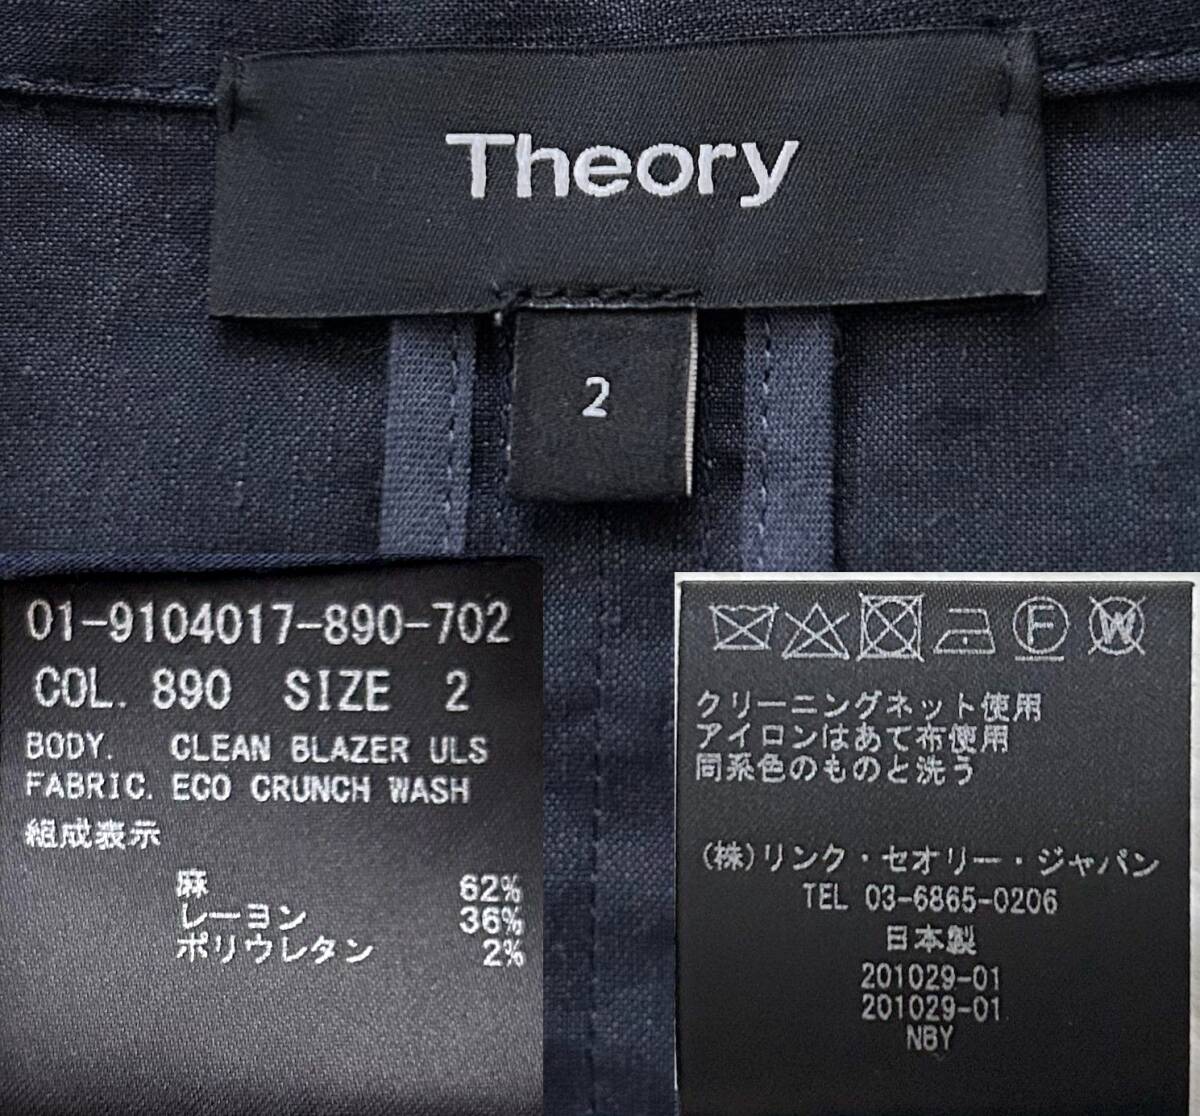 Theory
2
01-9104017-890-702
COL. 890 SIZE 2
BODY. CLEAN BLAZER ULS
FABRIC. ECO CRUNCH WASH
組成表示
麻 62%
レーヨン 36%
ポリウレタン 2%
F W
クリーニングネット使用
アイロンはあて布使用
同系色のものと洗う
(株)リンク・セオリー・ジャパン
TEL 03-6865-0206
日本製
201029-01
201029-01
NBY